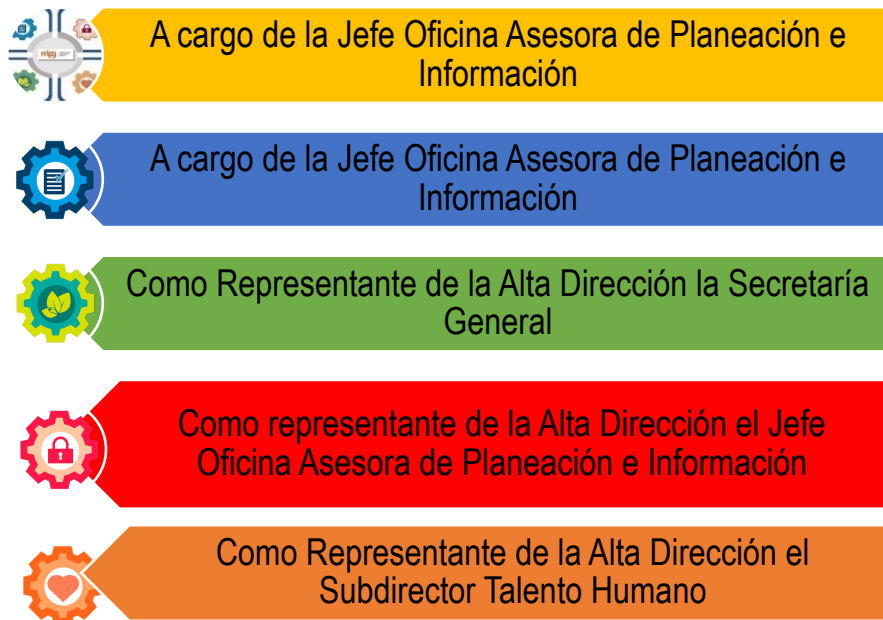 mipg
A cargo de la Jefe Oficina Asesora de Planeación e
Información
A cargo de la Jefe Oficina Asesora de Planeación e
Información
Como Representante de la Alta Dirección la Secretaría
General
Como representante de la Alta Dirección el Jefe
Oficina Asesora de Planeación e Información
Como Representante de la Alta Dirección el
Subdirector Talento Humano